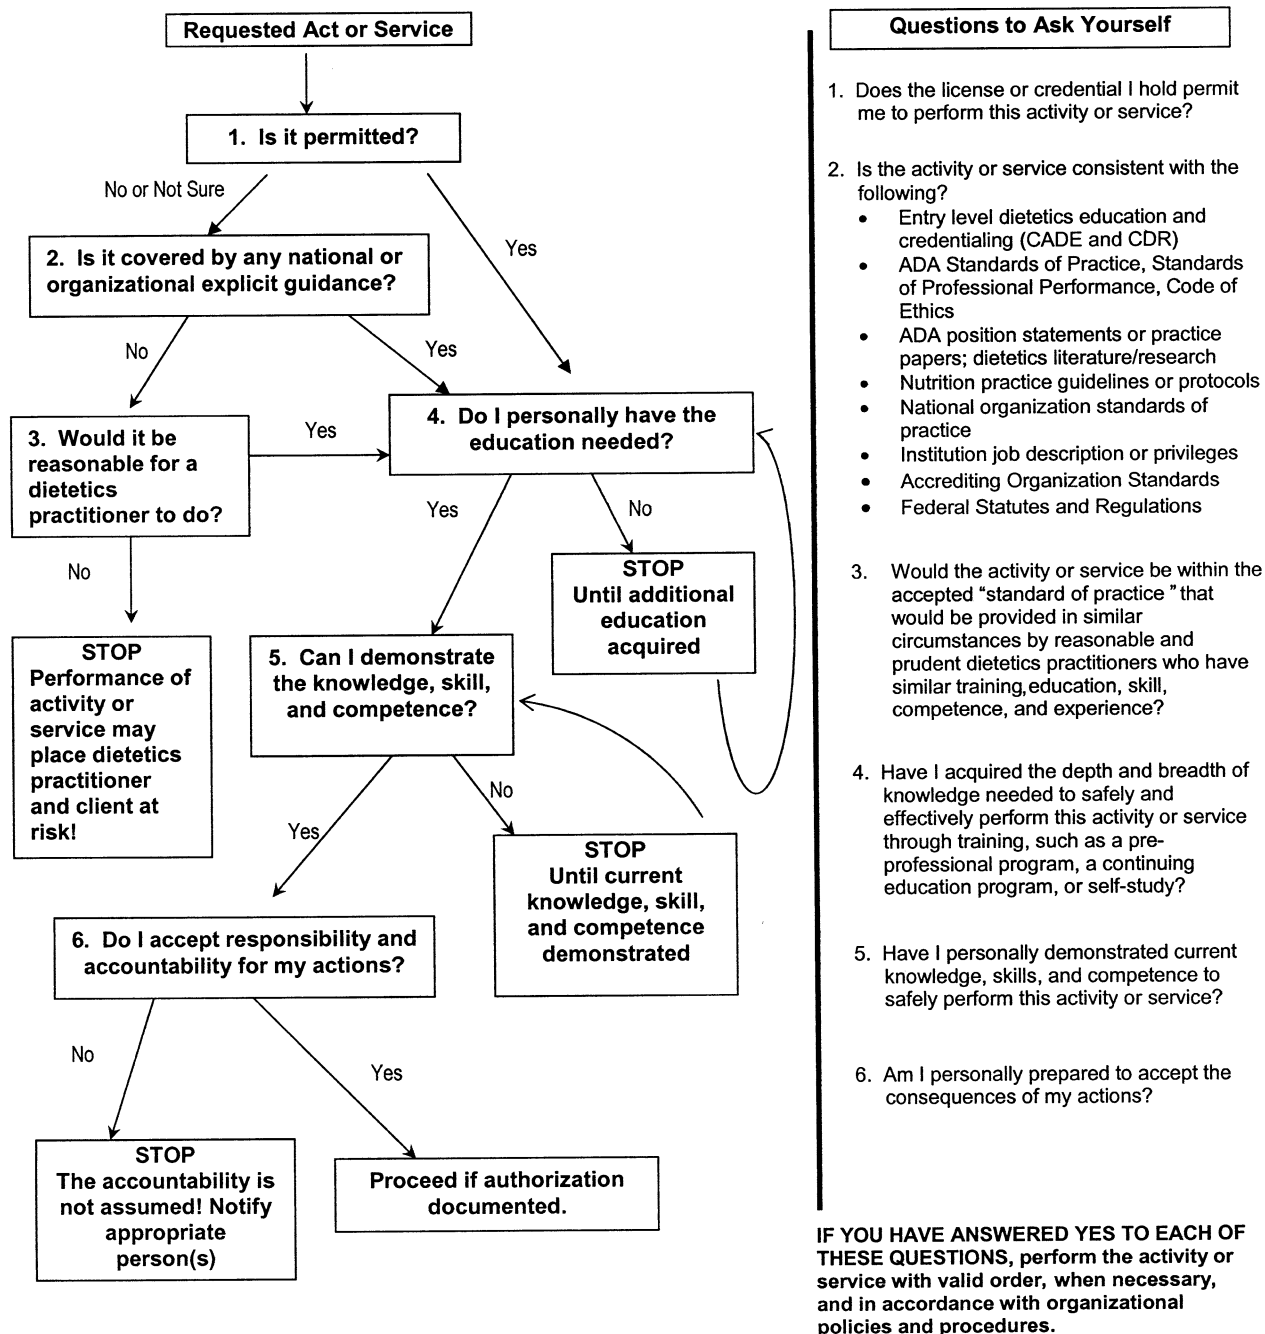 Requested Act or Service
1. Is it permitted?
No or Not Sure
Yes
2. Is it covered by any national or
organizational explicit guidance?
No
Yes
3. Would it be
reasonable for a
dietetics
practitioner to do?
Yes
4. Do I personally have the
education needed?
No
Yes
No
STOP
Performance of
activity or
service may
place dietetics
practitioner
and client at
risk!
STOP
Until additional
education
acquired
5. Can I demonstrate
the knowledge, skill,
and competence?
Yes
No
STOP
Until current
knowledge, skill,
and competence
demonstrated
6. Do I accept responsibility and
accountability for my actions?
No
Yes
STOP
The accountability is
not assumed! Notify
appropriate
person(s)
Proceed if authorization
documented.
Questions to Ask Yourself
1. Does the license or credential I hold permit
me to perform this activity or service?
2. Is the activity or service consistent with the
following?
• Entry level dietetics education and
credentialing (CADE and CDR)
• ADA Standards of Practice, Standards
of Professional Performance, Code of
Ethics
• ADA position statements or practice
papers; dietetics literature/research
• Nutrition practice guidelines or protocols
• National organization standards of
practice
• Institution job description or privileges
• Accrediting Organization Standards
• Federal Statutes and Regulations
3. Would the activity or service be within the
accepted "standard of practice " that
would be provided in similar
circumstances by reasonable and
prudent dietetics practitioners who have
similar training, education, skill,
competence, and experience?
4. Have I acquired the depth and breadth of
knowledge needed to safely and
effectively perform this activity or service
through training, such as a pre-
professional program, a continuing
education program, or self-study?
5. Have I personally demonstrated current
knowledge, skills, and competence to
safely perform this activity or service?
6. Am I personally prepared to accept the
consequences of my actions?
IF YOU HAVE ANSWERED YES TO EACH OF
THESE QUESTIONS, perform the activity or
service with valid order, when necessary,
and in accordance with organizational
policies and procedures.